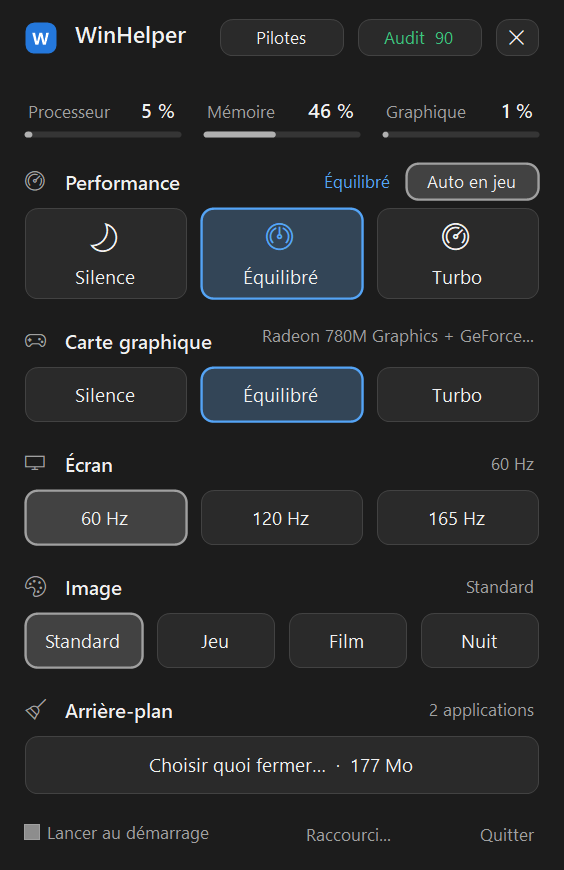 W WinHelper Pilotes Audit 90
Processeur 5 % Mémoire 46 % Graphique 1 %
Performance Équilibré Auto en jeu
Silence Équilibré Turbo
Carte graphique Radeon 780M Graphics + GeForce...
Silence Équilibré Turbo
Écran 60 Hz
60 Hz 120 Hz 165 Hz
Image Standard
Standard Jeu Film Nuit
Arrière-plan 2 applications
Choisir quoi fermer... · 177 Mo
Lancer au démarrage Raccourci... Quitter